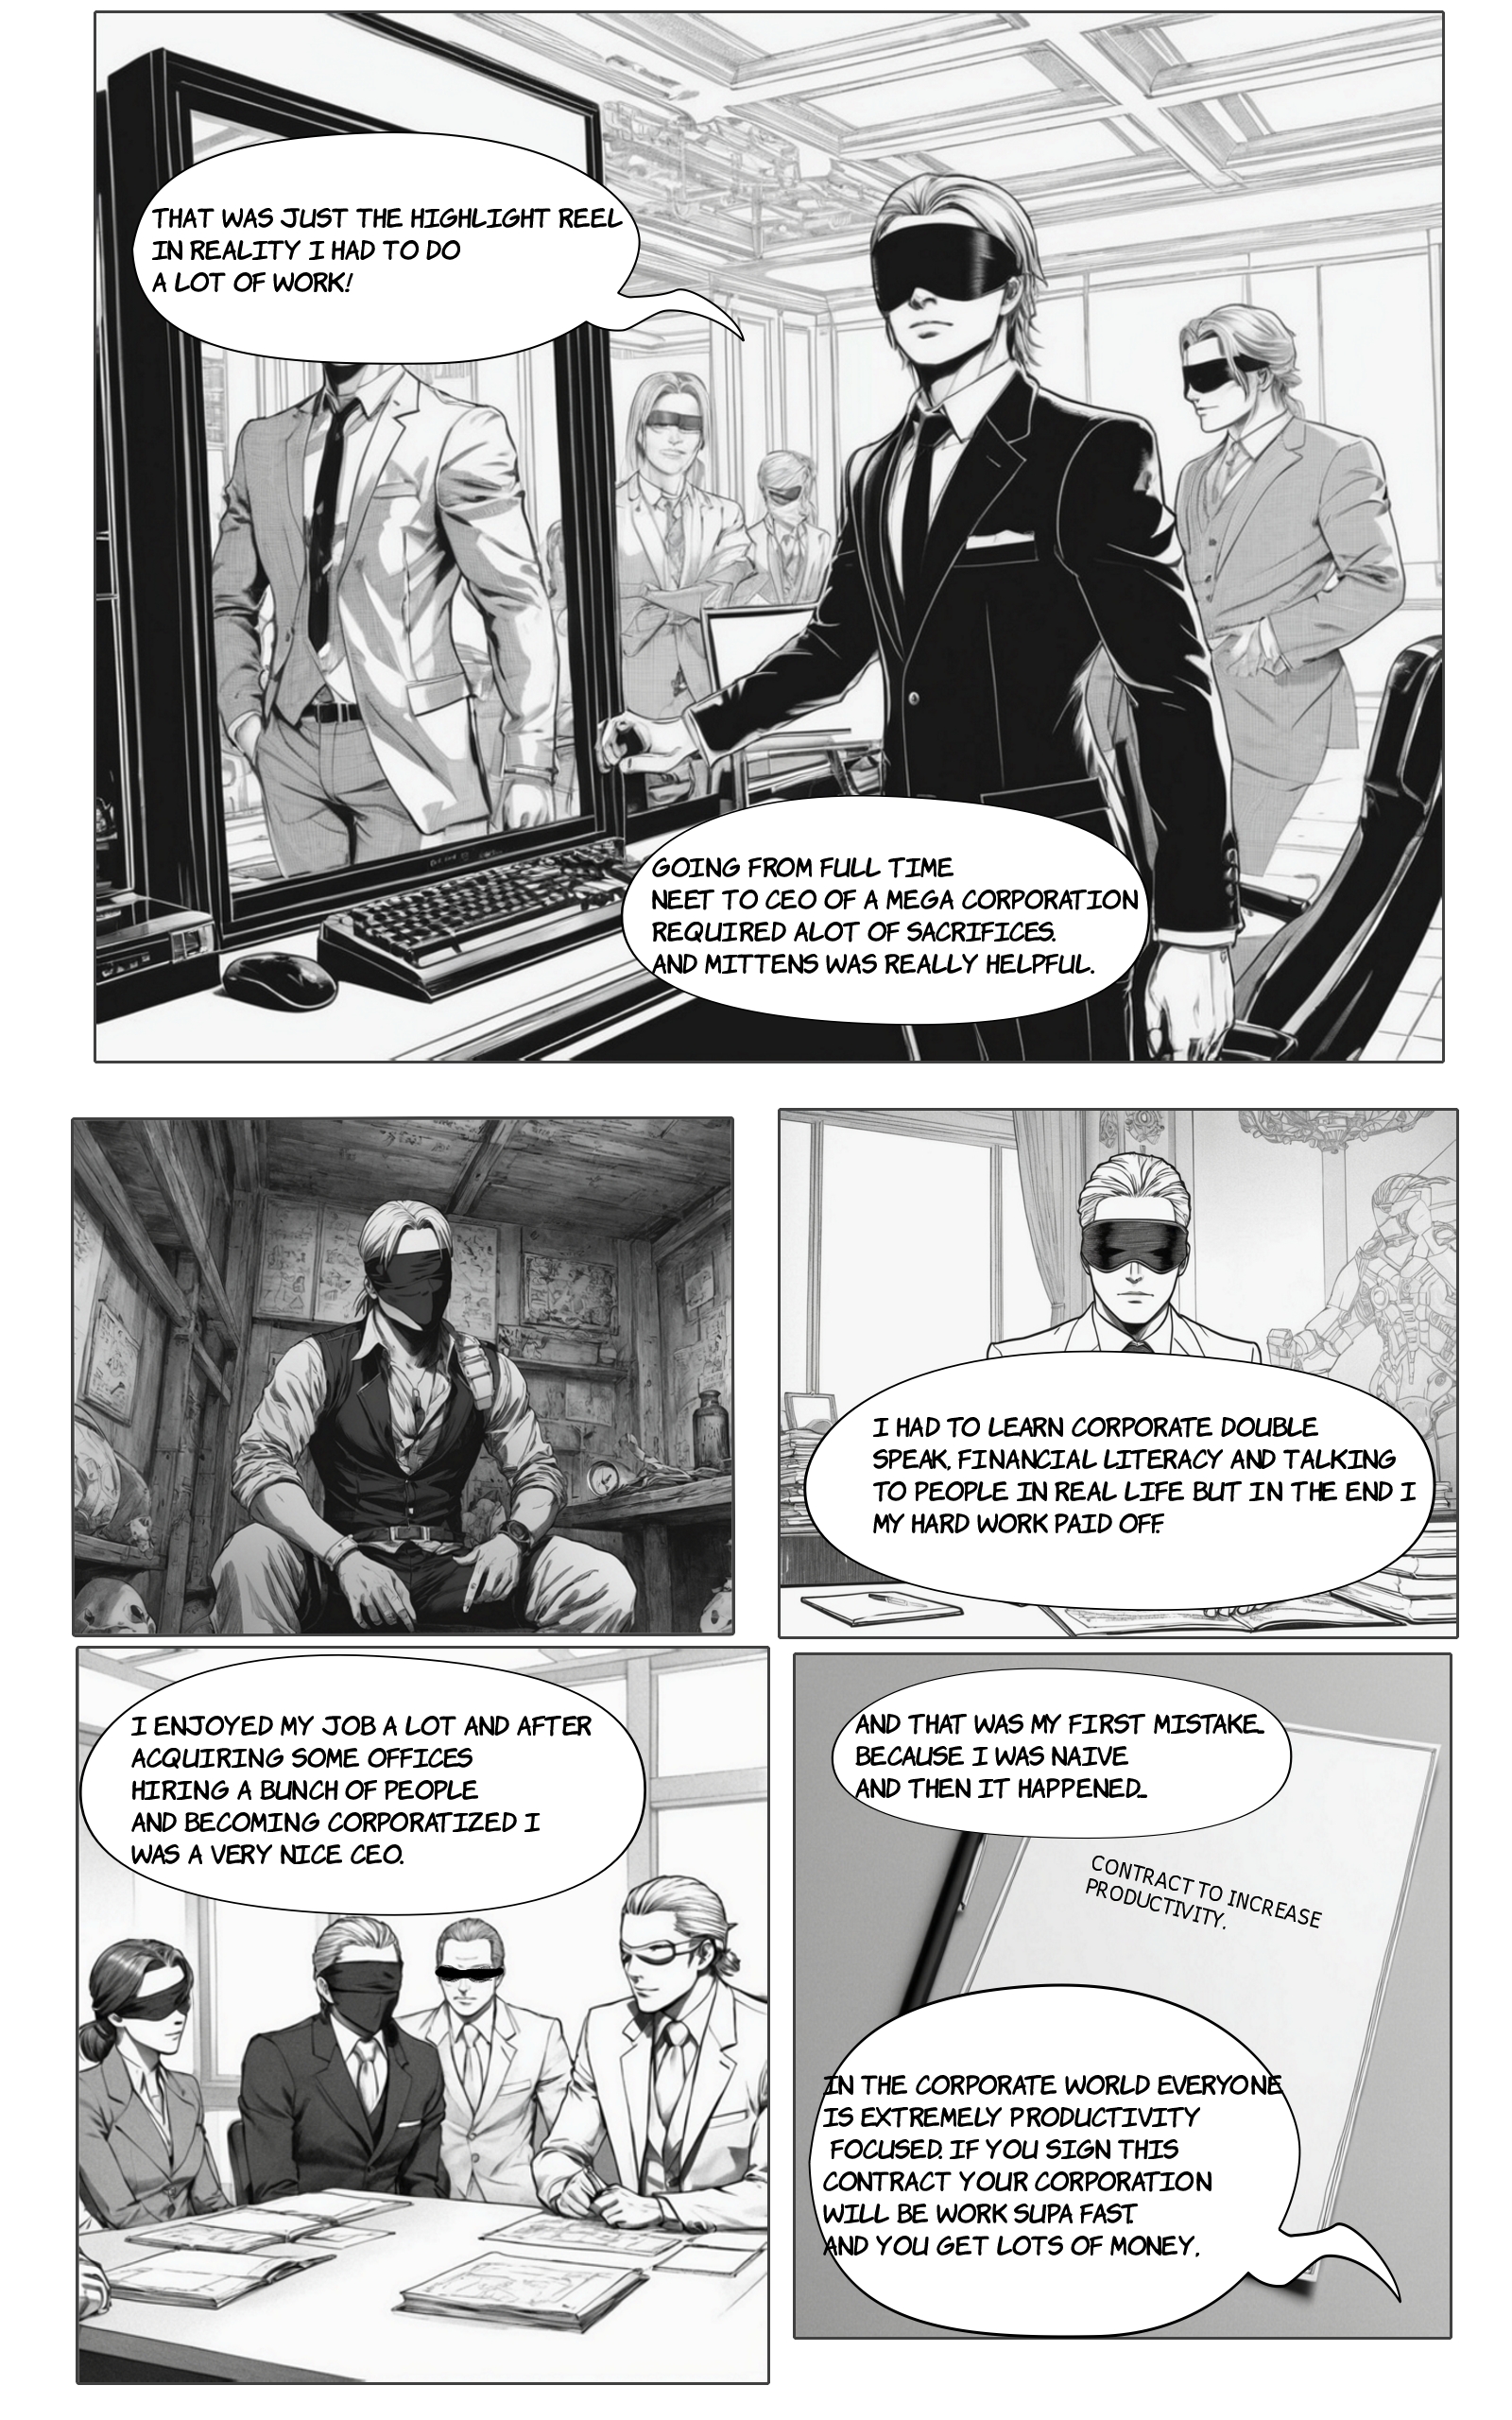 THAT WAS JUST THE HIGHLIGHT REEL
IN REALITY I HAD TO DO
A LOT OF WORK!
GOING FROM FULL TIME
NEET TO CEO OF A MEGA CORPORATION
REQUIRED ALOT OF SACRIFICES.
AND MITTENS WAS REALLY HELPFUL.
I HAD TO LEARN CORPORATE DOUBLE
SPEAK, FINANCIAL LITERACY AND TALKING
TO PEOPLE IN REAL LIFE BUT IN THE END I
MY HARD WORK PAID OFF.
I ENJOYED MY JOB A LOT AND AFTER
ACQUIRING SOME OFFICES
HIRING A BUNCH OF PEOPLE
AND BECOMING CORPORATIZED I
WAS A VERY NICE CEO.
AND THAT WAS MY FIRST MISTAKE...
BECAUSE I WAS NAIVE
AND THEN IT HAPPENED...
CONTRACT TO INCREASE
PRODUCTIVITY.
IN THE CORPORATE WORLD EVERYONE
IS EXTREMELY PRODUCTIVITY
FOCUSED. IF YOU SIGN THIS
CONTRACT YOUR CORPORATION
WILL BE WORK SUPA FAST.
AND YOU GET LOTS OF MONEY.